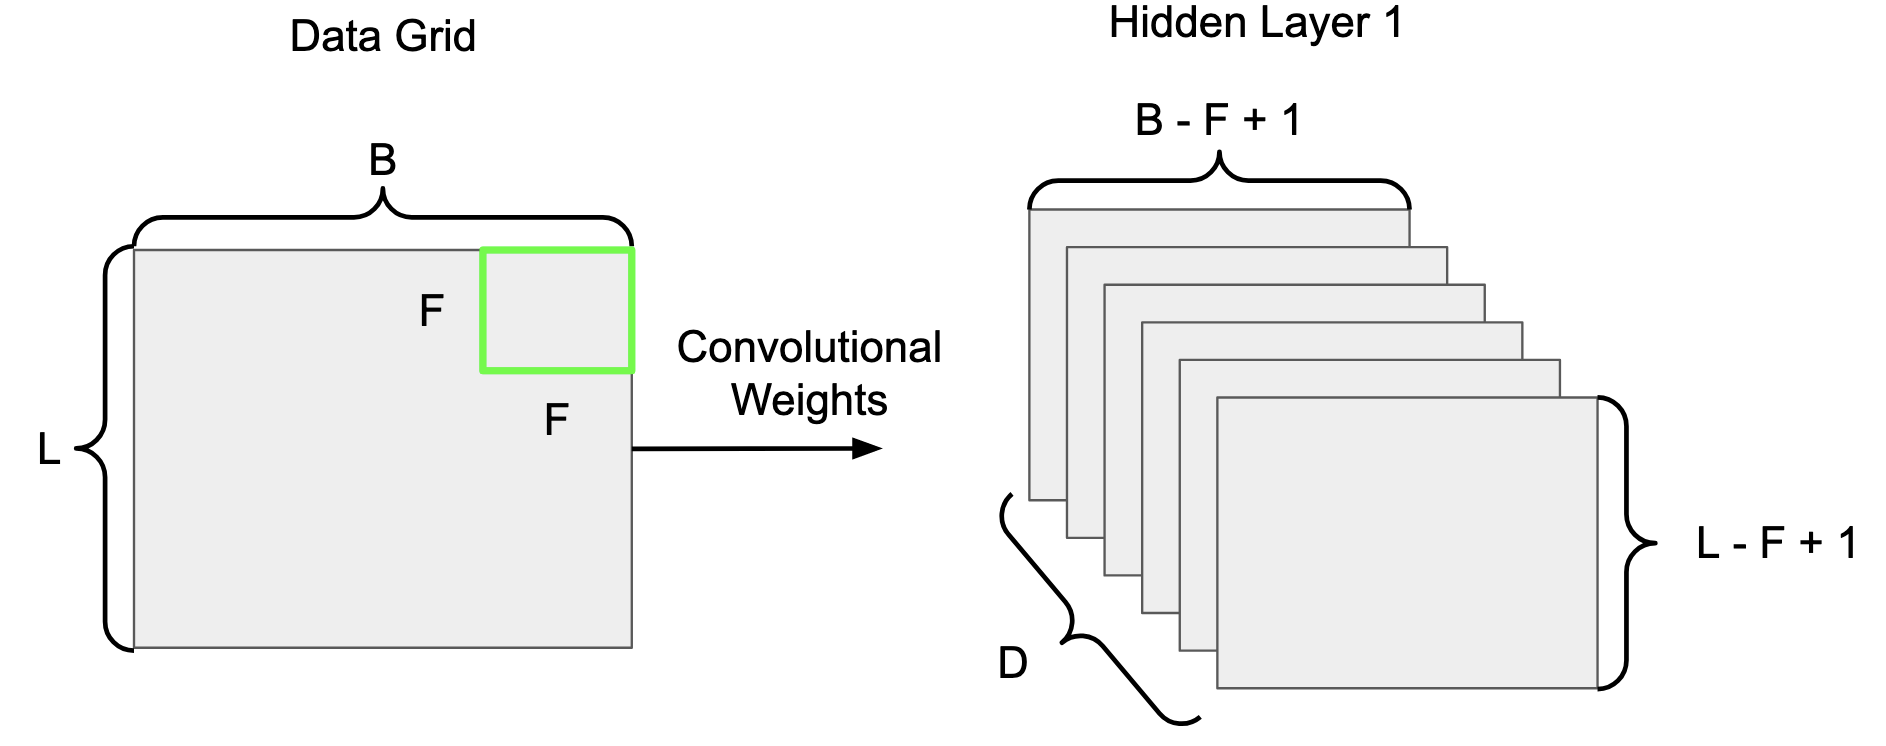 Data Grid
B
L
F
F
Convolutional
Weights
Hidden Layer 1
B - F + 1
L - F + 1
D